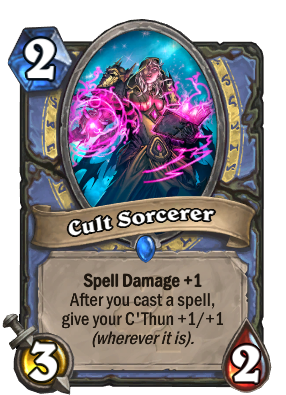 2
Cult Sorcerer
Spell Damage +1
After you cast a spell,
give your C'Thun +1/+1
(wherever it is).
3
2